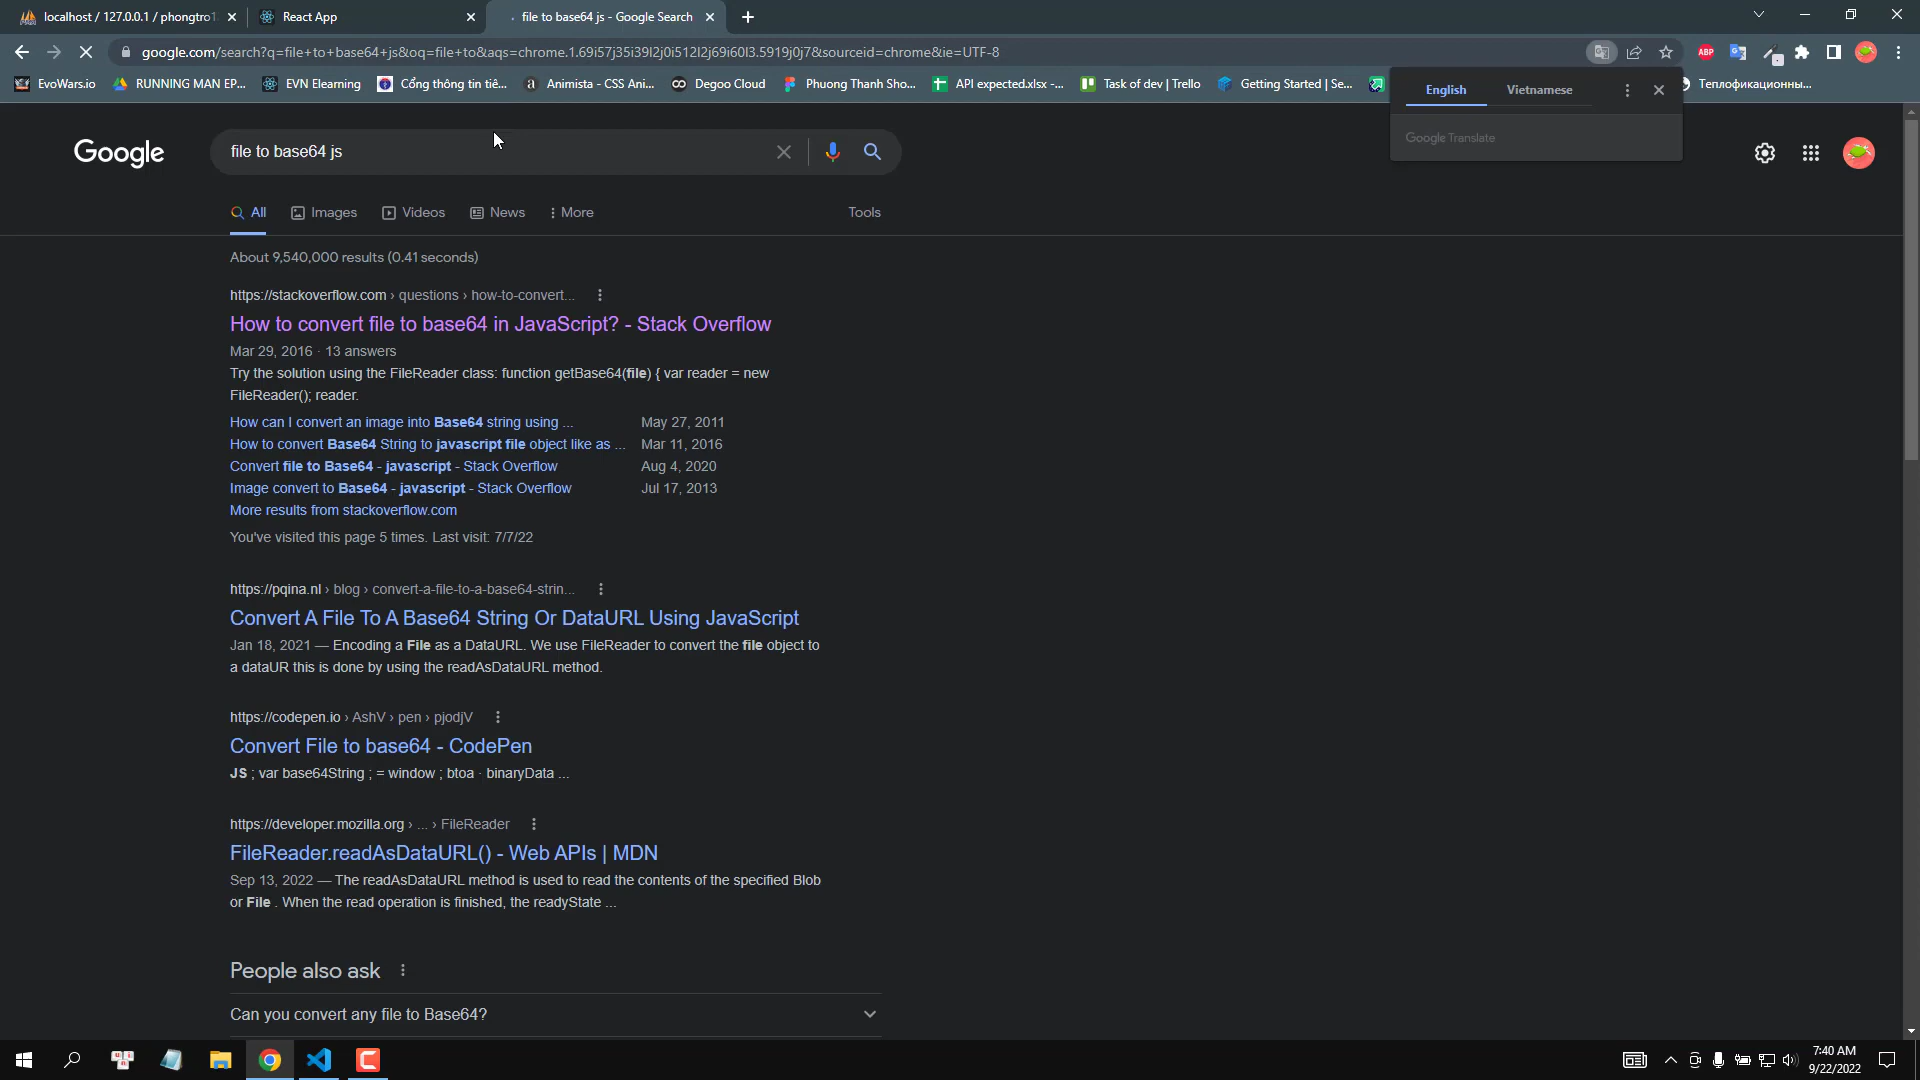 localhost / 127.0.0.1 / phongtro1
React App
file to base64 js - Google Search
google.com/search?q=file+to+base64+js&oq=file+to&aqs=chrome.1.69i57j35i39l2j0i512l2j69i60l3.5919j0j7&sourceid=chrome&ie=UTF-8
ABP
EvoWars.io
RUNNING MAN EP...
EVN Elearning
Cổng thông tin tiê...
a
Animista - CSS Ani...
Degoo Cloud
Phuong Thanh Sho...
API expected.xlsx -...
Task of dev | Trello
Getting Started | Se...
Теплофикационны...
English
Vietnamese
Google Translate
Google
file to base64 js
All
Images
Videos
News
More
Tools
About 9,540,000 results (0.41 seconds)
https://stackoverflow.com › questions › how-to-convert...
How to convert file to base64 in JavaScript? - Stack Overflow
Mar 29, 2016 · 13 answers
Try the solution using the FileReader class: function getBase64(file) { var reader = new
FileReader(); reader.
How can I convert an image into Base64 string using ... May 27, 2011
How to convert Base64 String to javascript file object like as ... Mar 11, 2016
Convert file to Base64 - javascript - Stack Overflow Aug 4, 2020
Image convert to Base64 - javascript - Stack Overflow Jul 17, 2013
More results from stackoverflow.com
You've visited this page 5 times. Last visit: 7/7/22
https://pqina.nl › blog › convert-a-file-to-a-base64-strin...
Convert A File To A Base64 String Or DataURL Using JavaScript
Jan 18, 2021 — Encoding a File as a DataURL. We use FileReader to convert the file object to
a dataUR this is done by using the readAsDataURL method.
https://codepen.io › AshV › pen › pjodjV
Convert File to base64 - CodePen
JS ; var base64String ; = window ; btoa · binaryData ...
https://developer.mozilla.org › ... › FileReader
FileReader.readAsDataURL() - Web APIs | MDN
Sep 13, 2022 — The readAsDataURL method is used to read the contents of the specified Blob
or File . When the read operation is finished, the readyState ...
People also ask
Can you convert any file to Base64?
7:40 AM
9/22/2022